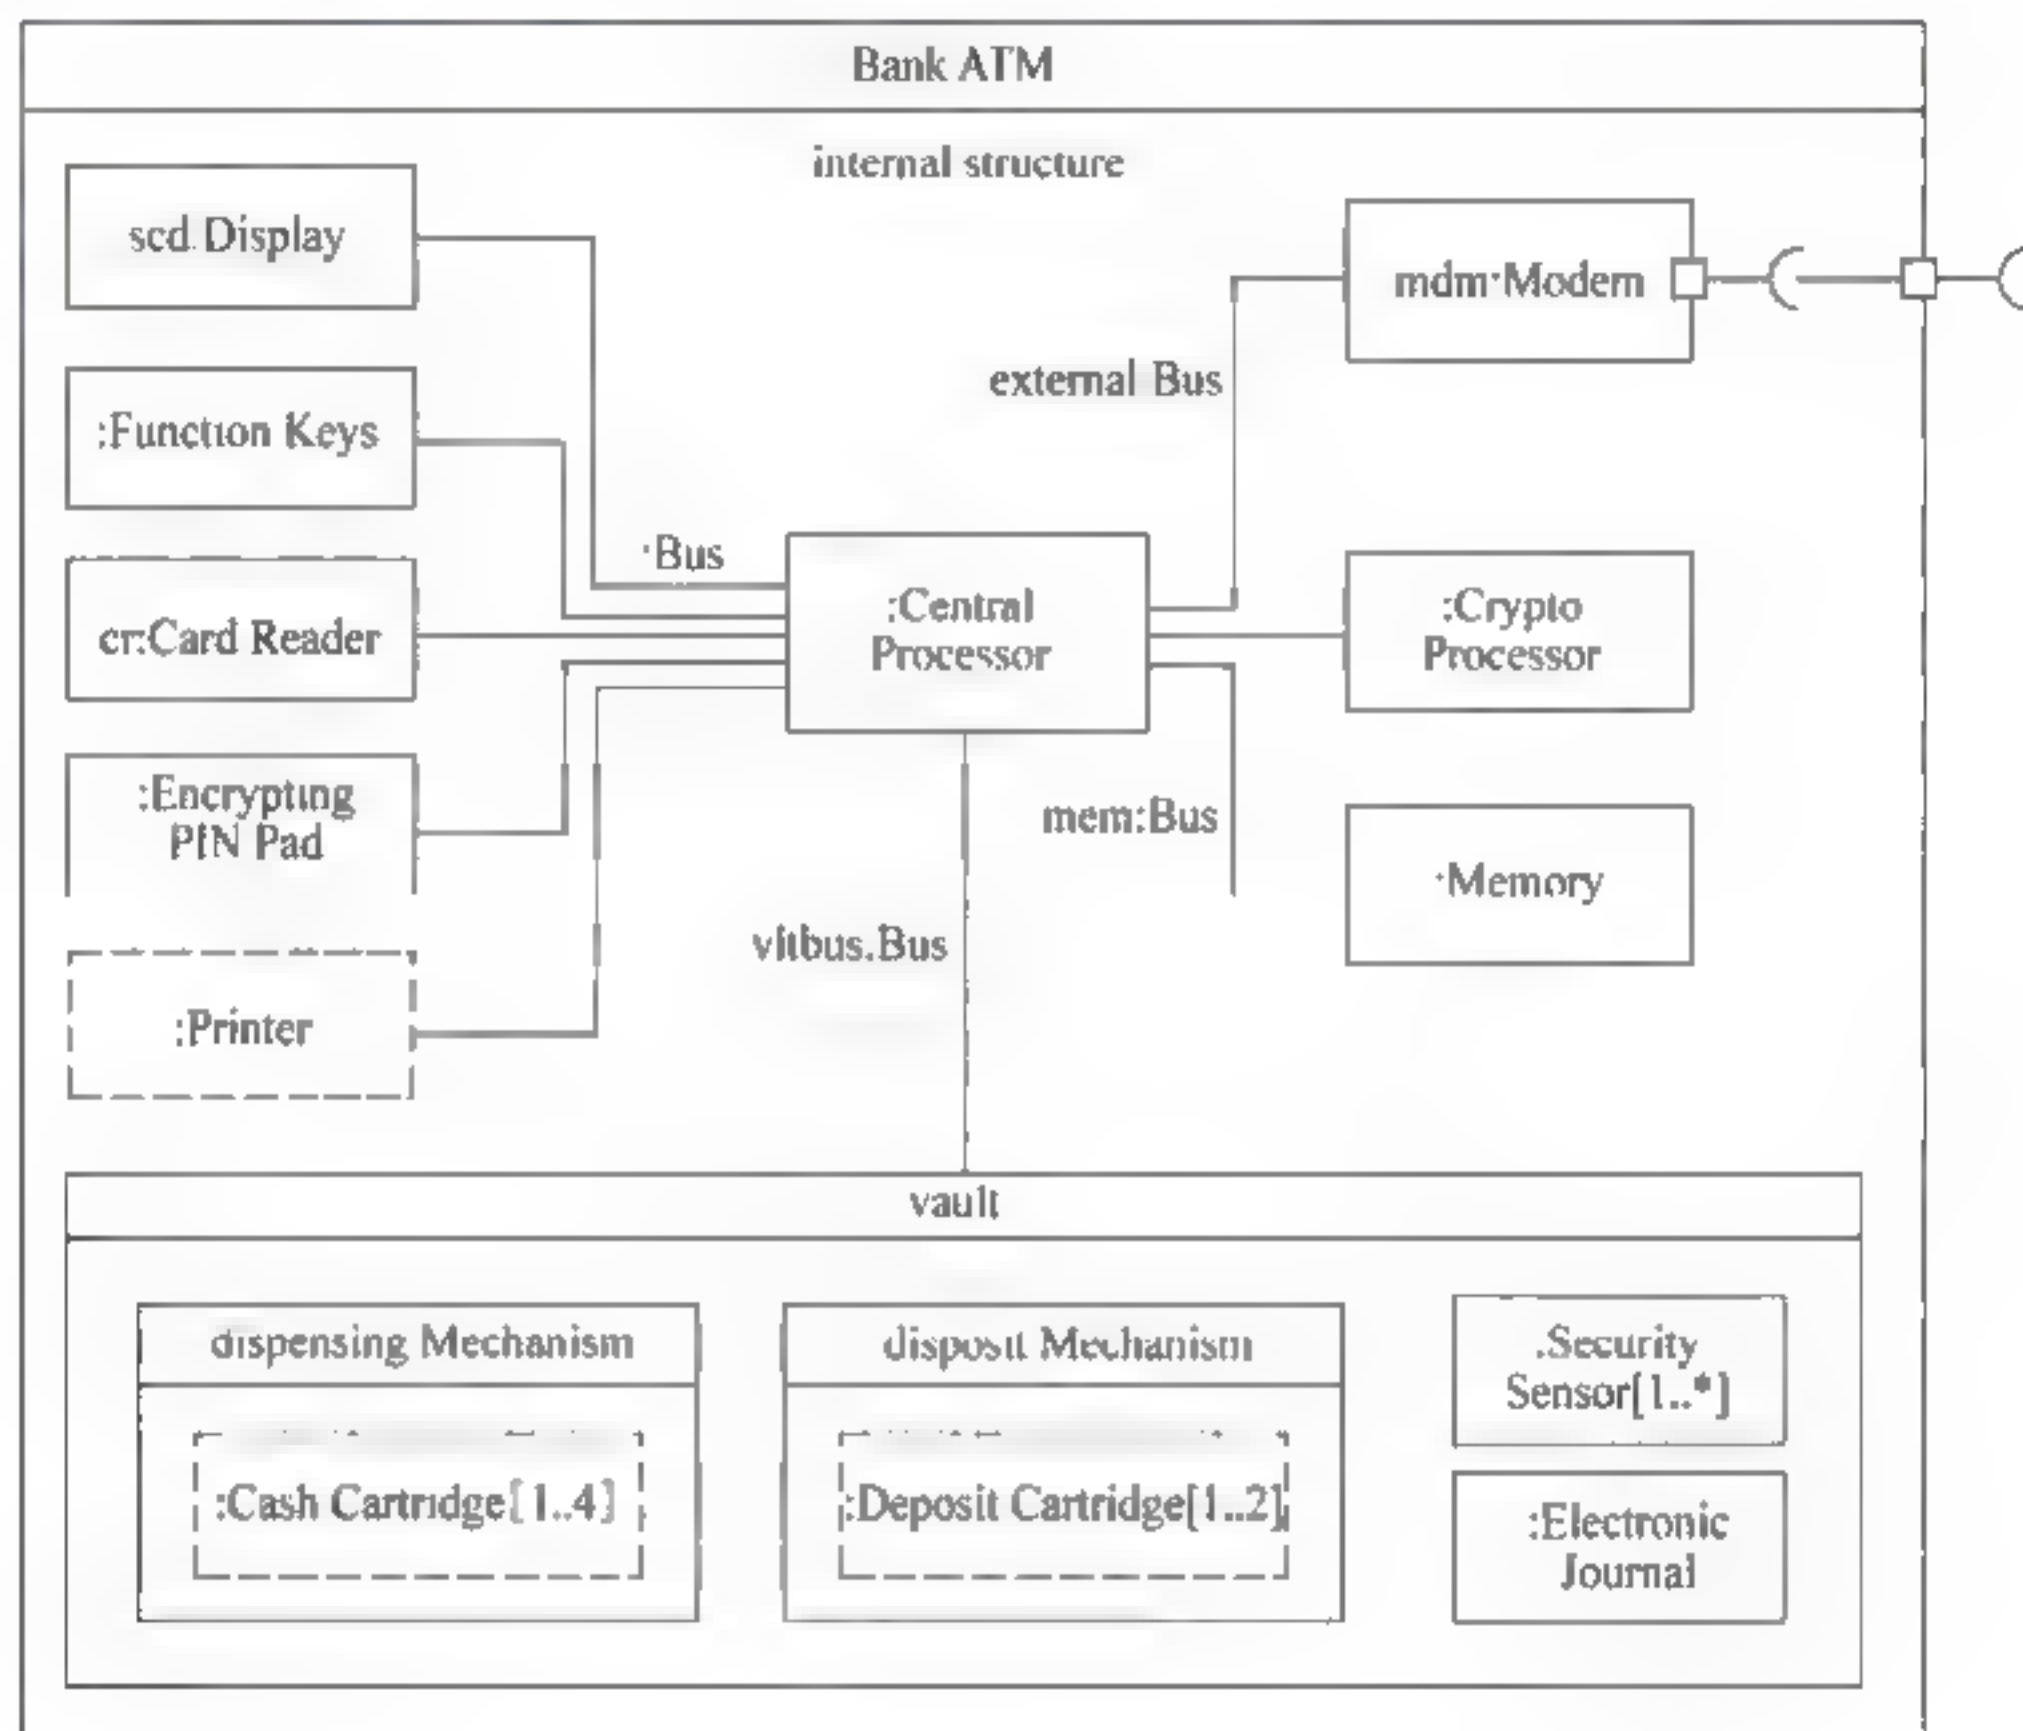 Bank ATM
internal structure
scd.Display
mdm:Modem
external Bus
:Function Keys
:Bus
:Central
Processor
:Crypto
Processor
cr:Card Reader
:Encrypting
PIN Pad
mem:Bus
:Memory
vltbus.Bus
:Printer
vault
dispensing Mechanism
disposit Mechanism
.Security
Sensor[1..*]
:Cash Cartridge[1..4]
:Deposit Cartridge[1..2]
:Electronic
Journal